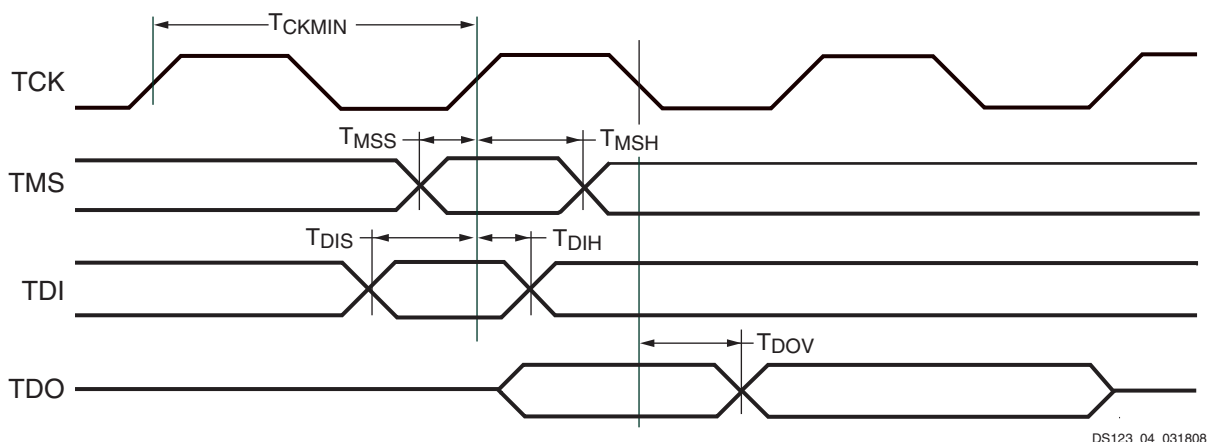 TCKMIN
TCK
TMSS TMSH
TMS
TDIS TDIH
TDI
TDOV
TDO
DS123_04_031808